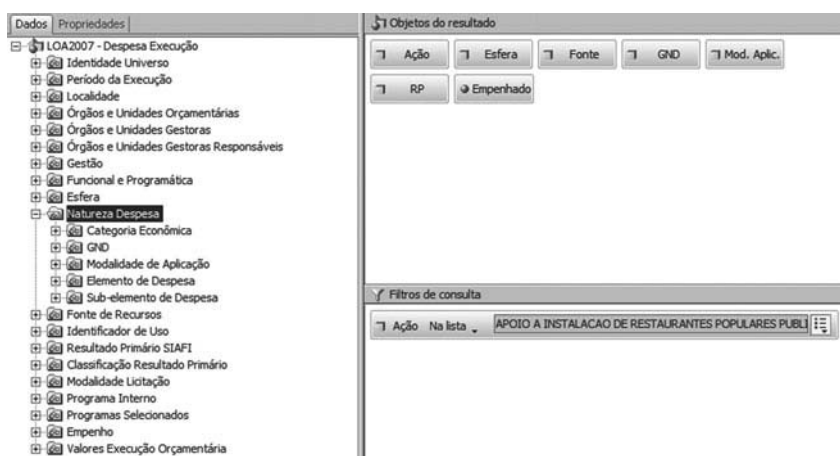 Dados Propriedades
LOA2007 - Despesa Execução
Identidade Universo
Período da Execução
Localidade
Órgãos e Unidades Orçamentárias
Órgãos e Unidades Gestoras
Órgãos e Unidades Gestoras Responsáveis
Gestão
Funcional e Programática
Esfera
Natureza Despesa
Categoria Econômica
GND
Modalidade de Aplicação
Elemento de Despesa
Sub-elemento de Despesa
Fonte de Recursos
Identificador de Uso
Resultado Primário SIAFI
Classificação Resultado Primário
Modalidade Licitação
Programa Interno
Programas Selecionados
Empenho
Valores Execução Orçamentária
Objetos do resultado
Ação Esfera Fonte GND Mod. Aplic.
RP Empenhado
Filtros de consulta
Ação Na lista APOIO A INSTALACAO DE RESTAURANTES POPULARES PUBLI